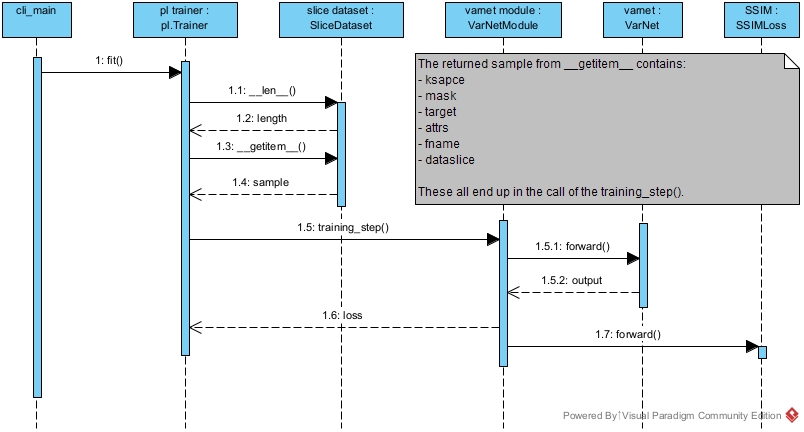 cli_main
pl trainer :
pl.Trainer
slice dataset :
SliceDataset
varnet module :
VarNetModule
varnet :
VarNet
SSIM :
SSIMLoss
The returned sample from __getitem__ contains:
- ksapce
- mask
- target
- attrs
- fname
- dataslice
These all end up in the call of the training_step().
1: fit()
1.1: __len__()
1.2: length
1.3: __getitem__()
1.4: sample
1.5: training_step()
1.5.1: forward()
1.5.2: output
1.6: loss
1.7: forward()
Powered By Visual Paradigm Community Edition